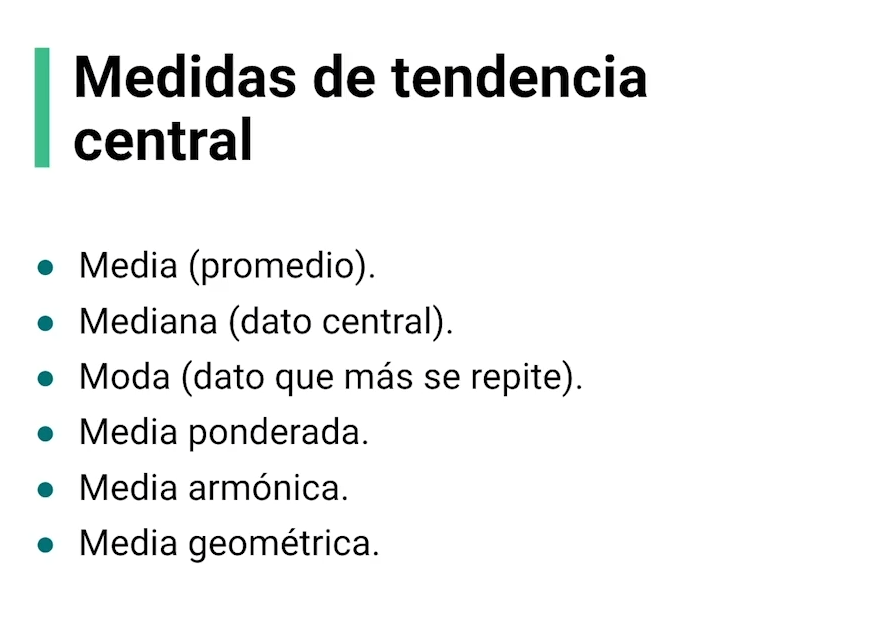 Medidas de tendencia
central
● Media (promedio).
● Mediana (dato central).
● Moda (dato que más se repite).
● Media ponderada.
● Media armónica.
● Media geométrica.